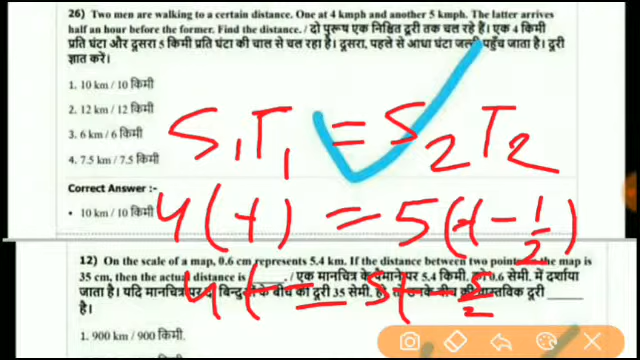 26) Two men are walking to a certain distance. One at 4 kmph and another 5 kmph. The latter arrives
half an hour before the former. Find the distance. / दो पुरूष एक निश्चित दूरी तक चल रहे हैं। एक 4 किमी
प्रति घंटा और दूसरा 5 किमी प्रति घंटा की चाल से चल रहा है। दूसरा, पहले से आधा घंटा जल्दी पहुँच जाता है। दूरी
ज्ञात करें।
1. 10 km / 10 किमी
2. 12 km / 12 किमी
3. 6 km / 6 किमी
4. 7.5 km / 7.5 किमी
S₁T₁ = S₂T₂
Correct Answer :-
• 10 km / 10 किमी
4(t) = 5(t - 1/2)
12) On the scale of a map, 0.6 cm represents 5.4 km. If the distance between two points on the map is
35 cm, then the actual distance is ______ / एक मानचित्र के पैमाने पर 5.4 किमी. को 0.6 सेमी. में दर्शाया
जाता है। यदि मानचित्र पर दो बिन्दुओं के बीच की दूरी 35 सेमी. हो, तो उनके बीच की वास्तविक दूरी ______
है।
4t = 5t - 5/2
1. 900 km / 900 किमी.